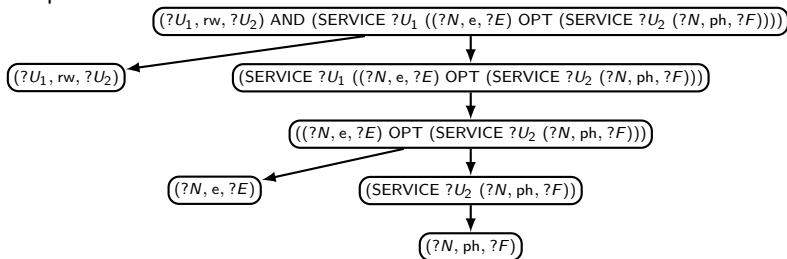 (?U₁, rw, ?U₂) AND (SERVICE ?U₁ ((?N, e, ?E) OPT (SERVICE ?U₂ (?N, ph, ?F))))
(?U₁, rw, ?U₂)
(SERVICE ?U₁ ((?N, e, ?E) OPT (SERVICE ?U₂ (?N, ph, ?F)))
((?N, e, ?E) OPT (SERVICE ?U₂ (?N, ph, ?F)))
(?N, e, ?E)
(SERVICE ?U₂ (?N, ph, ?F))
(?N, ph, ?F)